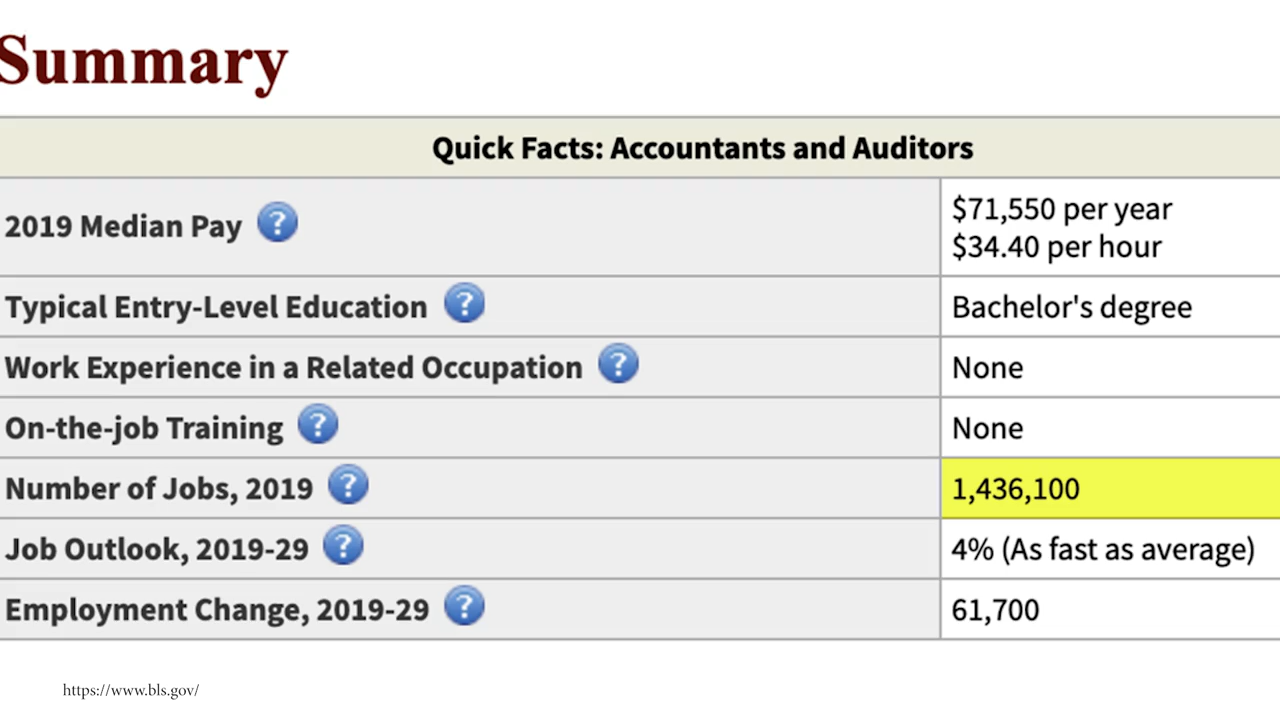 Summary
Quick Facts: Accountants and Auditors
2019 Median Pay ?
$71,550 per year
$34.40 per hour
Typical Entry-Level Education ? Bachelor's degree
Work Experience in a Related Occupation ? None
On-the-job Training ? None
Number of Jobs, 2019 ? 1,436,100
Job Outlook, 2019-29 ? 4% (As fast as average)
Employment Change, 2019-29 ? 61,700
https://www.bls.gov/